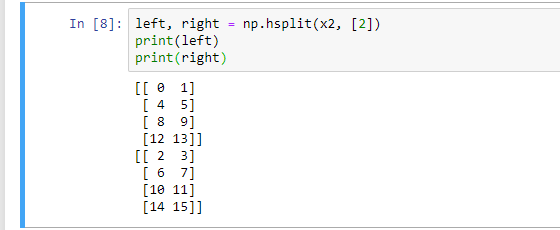 In [8]: left, right = np.hsplit(x2, [2])
print(left)
print(right)
[[ 0  1]
 [ 4  5]
 [ 8  9]
 [12 13]]
[[ 2  3]
 [ 6  7]
 [10 11]
 [14 15]]